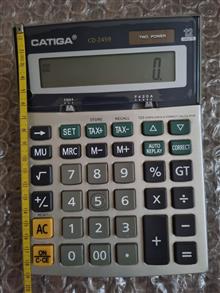 CATIGA CD-2459 TWO POWER
0
STORE RECALL
→ SET TAX- TAX+ △ ▽
MU MRC M- M+ AUTO REPLAY CORRECT
√ 7 8 9 % GT
+/- 4 5 6 × ÷
AC 1 2 3 + -
ON/C·CE 0 00 · =